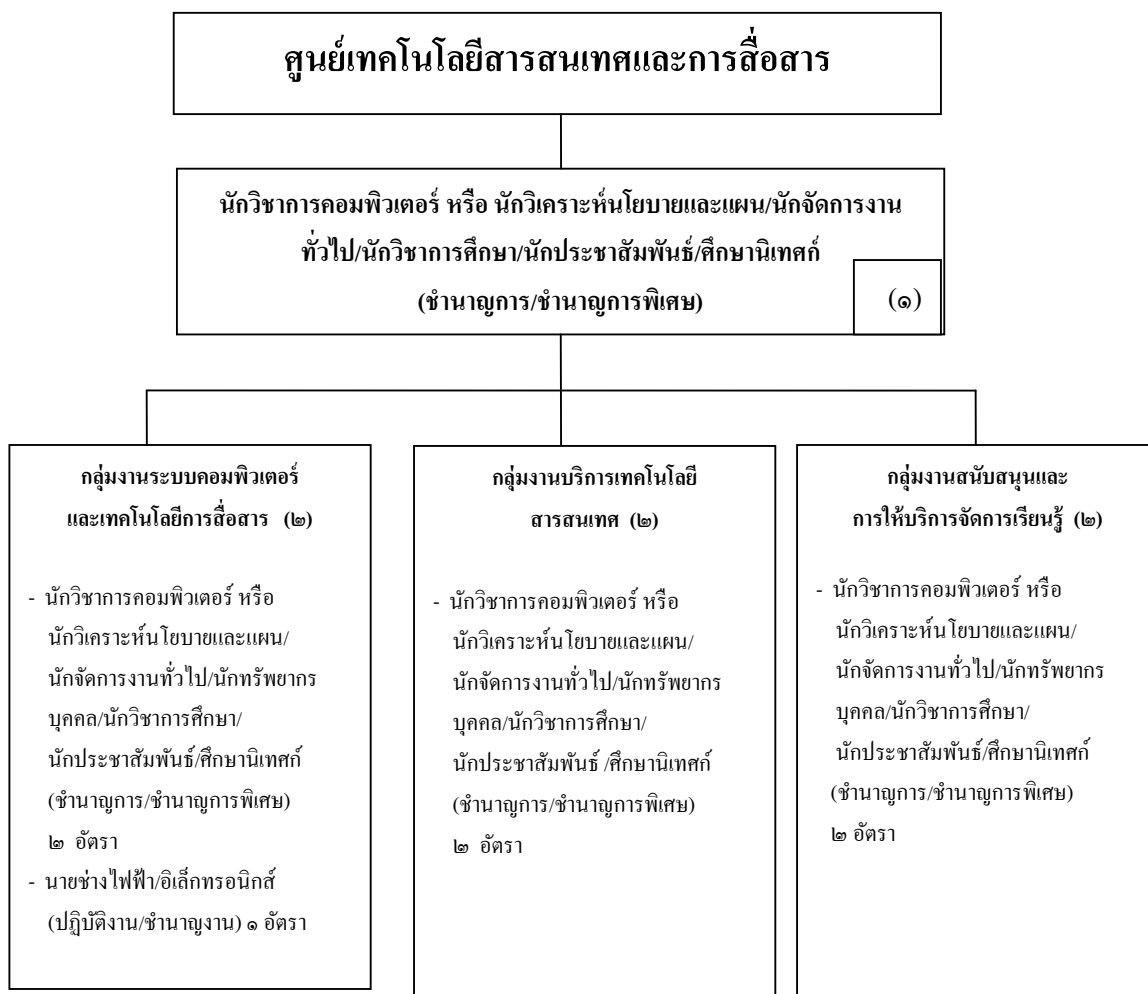 ศูนย์เทคโนโลยีสารสนเทศและการสื่อสาร
นักวิชาการคอมพิวเตอร์ หรือ นักวิเคราะห์นโยบายและแผน/นักจัดการงาน
ทั่วไป/นักวิชาการศึกษา/นักประชาสัมพันธ์/ศึกษานิเทศก์
(ชำนาญการ/ชำนาญการพิเศษ)
(๑)
กลุ่มงานระบบคอมพิวเตอร์
และเทคโนโลยีการสื่อสาร (๒)
- นักวิชาการคอมพิวเตอร์ หรือ
นักวิเคราะห์นโยบายและแผน/
นักจัดการงานทั่วไป/นักทรัพยากร
บุคคล/นักวิชาการศึกษา/
นักประชาสัมพันธ์/ศึกษานิเทศก์
(ชำนาญการ/ชำนาญการพิเศษ)
๒ อัตรา
- นายช่างไฟฟ้า/อิเล็กทรอนิกส์
(ปฏิบัติงาน/ชำนาญงาน) ๑ อัตรา
กลุ่มงานบริการเทคโนโลยี
สารสนเทศ (๒)
- นักวิชาการคอมพิวเตอร์ หรือ
นักวิเคราะห์นโยบายและแผน/
นักจัดการงานทั่วไป/นักทรัพยากร
บุคคล/นักวิชาการศึกษา/
นักประชาสัมพันธ์ /ศึกษานิเทศก์
(ชำนาญการ/ชำนาญการพิเศษ)
๒ อัตรา
กลุ่มงานสนับสนุนและ
การให้บริการจัดการเรียนรู้ (๒)
- นักวิชาการคอมพิวเตอร์ หรือ
นักวิเคราะห์นโยบายและแผน/
นักจัดการงานทั่วไป/นักทรัพยากร
บุคคล/นักวิชาการศึกษา/
นักประชาสัมพันธ์/ศึกษานิเทศก์
(ชำนาญการ/ชำนาญการพิเศษ)
๒ อัตรา